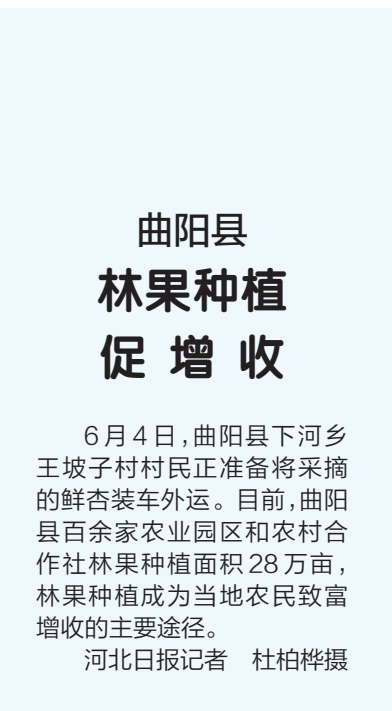 曲阳县
林果种植
促增收
6月4日,曲阳县下河乡
王坡子村村民正准备将采摘
的鲜杏装车外运。目前,曲阳
县百余家农业园区和农村合
作社林果种植面积28万亩,
林果种植成为当地农民致富
增收的主要途径。
河北日报记者 杜柏桦摄